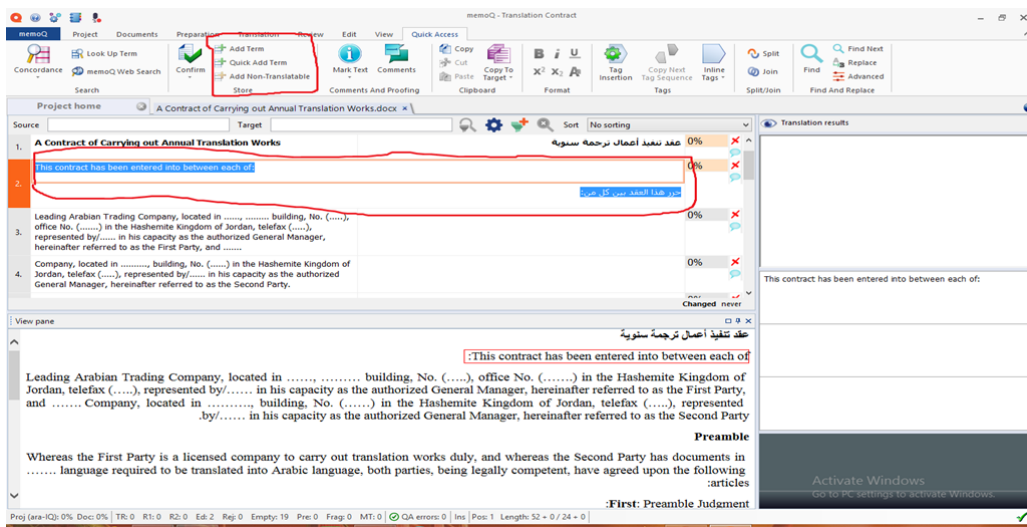 memoQ - Translation Contract
memoQ Project Documents Preparation Translation Review Edit View Quick Access
Concordance
Look Up Term
memoQ Web Search
Search
Confirm
Add Term
Quick Add Term
Add Non-Translatable
Store
Mark Text Comments
Comments And Proofing
Copy
Cut
Paste
Copy To Target
Clipboard
B i U
X² X₂
Format
Tag Insertion
Copy Next Tag Sequence
Inline Tags
Tags
Split
Join
Split/Join
Find
Find Next
Replace
Advanced
Find And Replace
Project home A Contract of Carrying out Annual Translation Works.docx ×
Source Target Sort No sorting
1. A Contract of Carrying out Annual Translation Works عقد تنفيذ أعمال ترجمة سنوية 0%
2. This contract has been entered into between each of: 0%
حرر هذا العقد بين كل من:
3. Leading Arabian Trading Company, located in ......, ......... building, No. (.....), 0%
office No. (.......) in the Hashemite Kingdom of Jordan, telefax (.....),
represented by/...... in his capacity as the authorized General Manager,
hereinafter referred to as the First Party, and .......
4. Company, located in .........., building, No. (......) in the Hashemite Kingdom of 0%
Jordan, telefax (.....), represented by/...... in his capacity as the authorized
General Manager, hereinafter referred to as the Second Party.
Changed never
Translation results
This contract has been entered into between each of:
View pane
عقد تنفيذ أعمال ترجمة سنوية
:This contract has been entered into between each of
Leading Arabian Trading Company, located in ......, ......... building, No. (.....), office No. (.......) in the Hashemite Kingdom of
Jordan, telefax (.....), represented by/...... in his capacity as the authorized General Manager, hereinafter referred to as the First Party,
and ....... Company, located in .........., building, No. (......) in the Hashemite Kingdom of Jordan, telefax (.....), represented
.by/...... in his capacity as the authorized General Manager, hereinafter referred to as the Second Party
Preamble
Whereas the First Party is a licensed company to carry out translation works duly, and whereas the Second Party has documents in
....... language required to be translated into Arabic language, both parties, being legally competent, have agreed upon the following
:articles
:First: Preamble Judgment
Activate Windows
Go to PC settings to activate Windows.
Proj (ara-IQ): 0% Doc: 0% TR: 0 R1: 0 R2: 0 Ed: 2 Rej: 0 Empty: 19 Pre: 0 Frag: 0 MT: 0 QA errors: 0 Ins Pos: 1 Length: 52 + 0 / 24 + 0